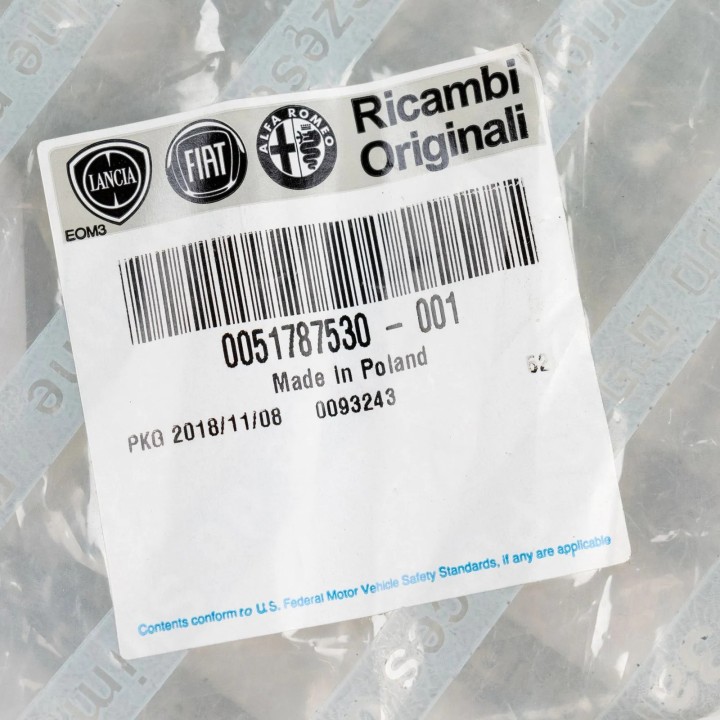 LANCIA
FIAT
ALFA ROMEO
Ricambi
Originali
EOM3
0051787530 - 001
Made in Poland
52
PKG 2018/11/08 0093243
Contents conform to U.S. Federal Motor Vehicle Safety Standards, if any are applicable